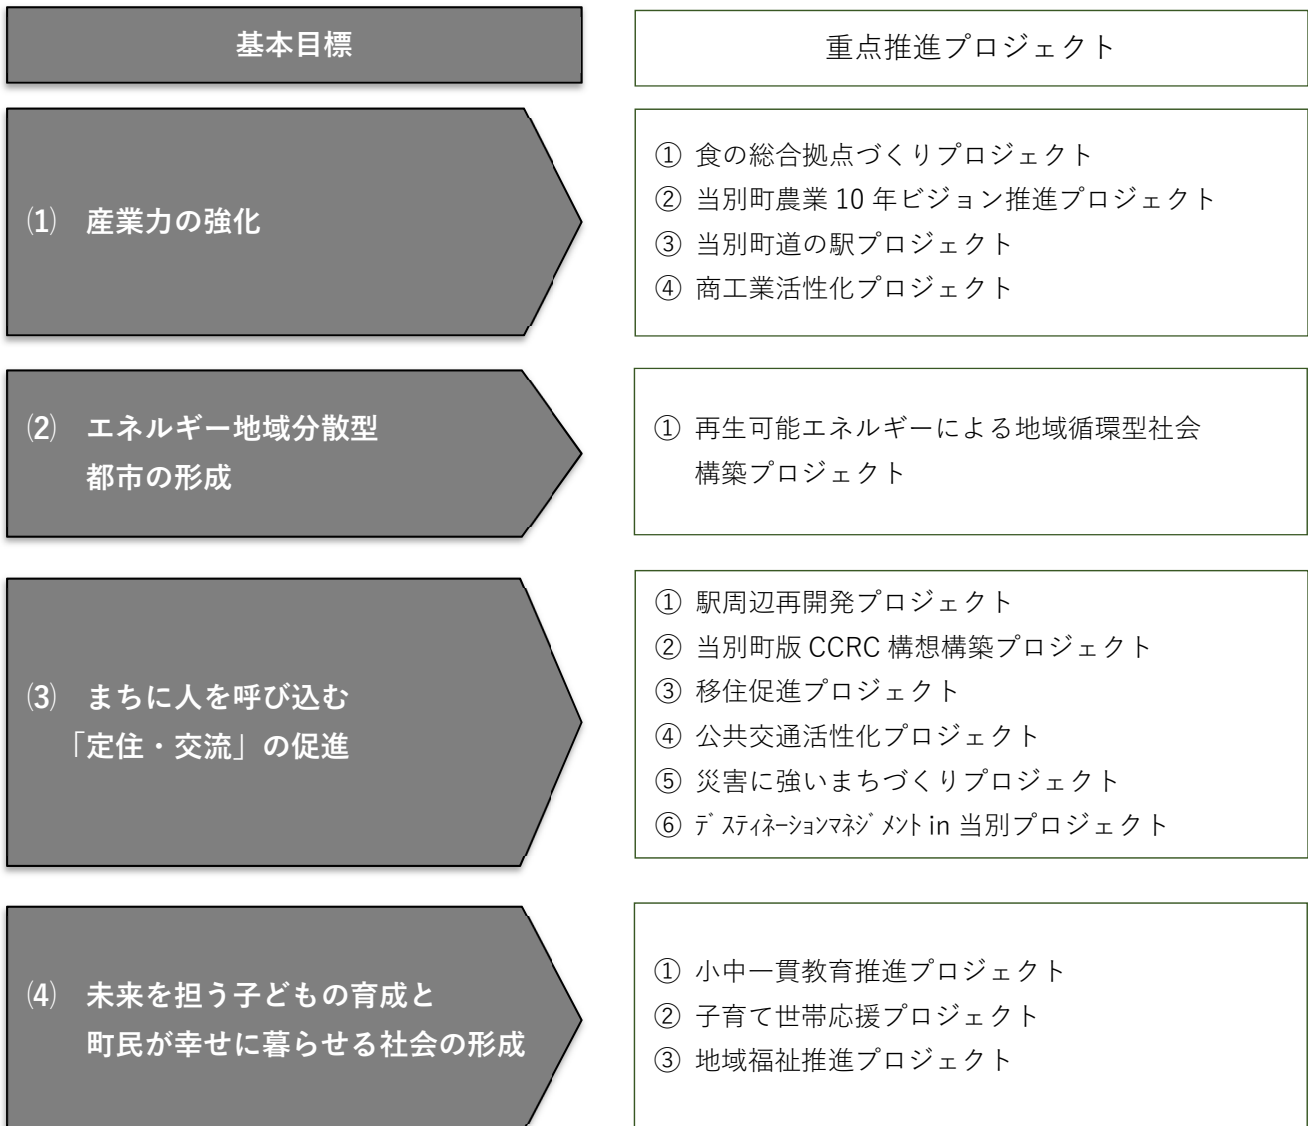 基本目標
重点推進プロジェクト
⑴ 産業力の強化
① 食の総合拠点づくりプロジェクト
② 当別町農業 10 年ビジョン推進プロジェクト
③ 当別町道の駅プロジェクト
④ 商工業活性化プロジェクト
⑵ エネルギー地域分散型
都市の形成
① 再生可能エネルギーによる地域循環型社会
構築プロジェクト
⑶ まちに人を呼び込む
「定住・交流」の促進
① 駅周辺再開発プロジェクト
② 当別町版 CCRC 構想構築プロジェクト
③ 移住促進プロジェクト
④ 公共交通活性化プロジェクト
⑤ 災害に強いまちづくりプロジェクト
⑥ ﾃﾞｽﾃｨﾈｰｼｮﾝﾏﾈｼﾞﾒﾝﾄ in 当別プロジェクト
⑷ 未来を担う子どもの育成と
町民が幸せに暮らせる社会の形成
① 小中一貫教育推進プロジェクト
② 子育て世帯応援プロジェクト
③ 地域福祉推進プロジェクト